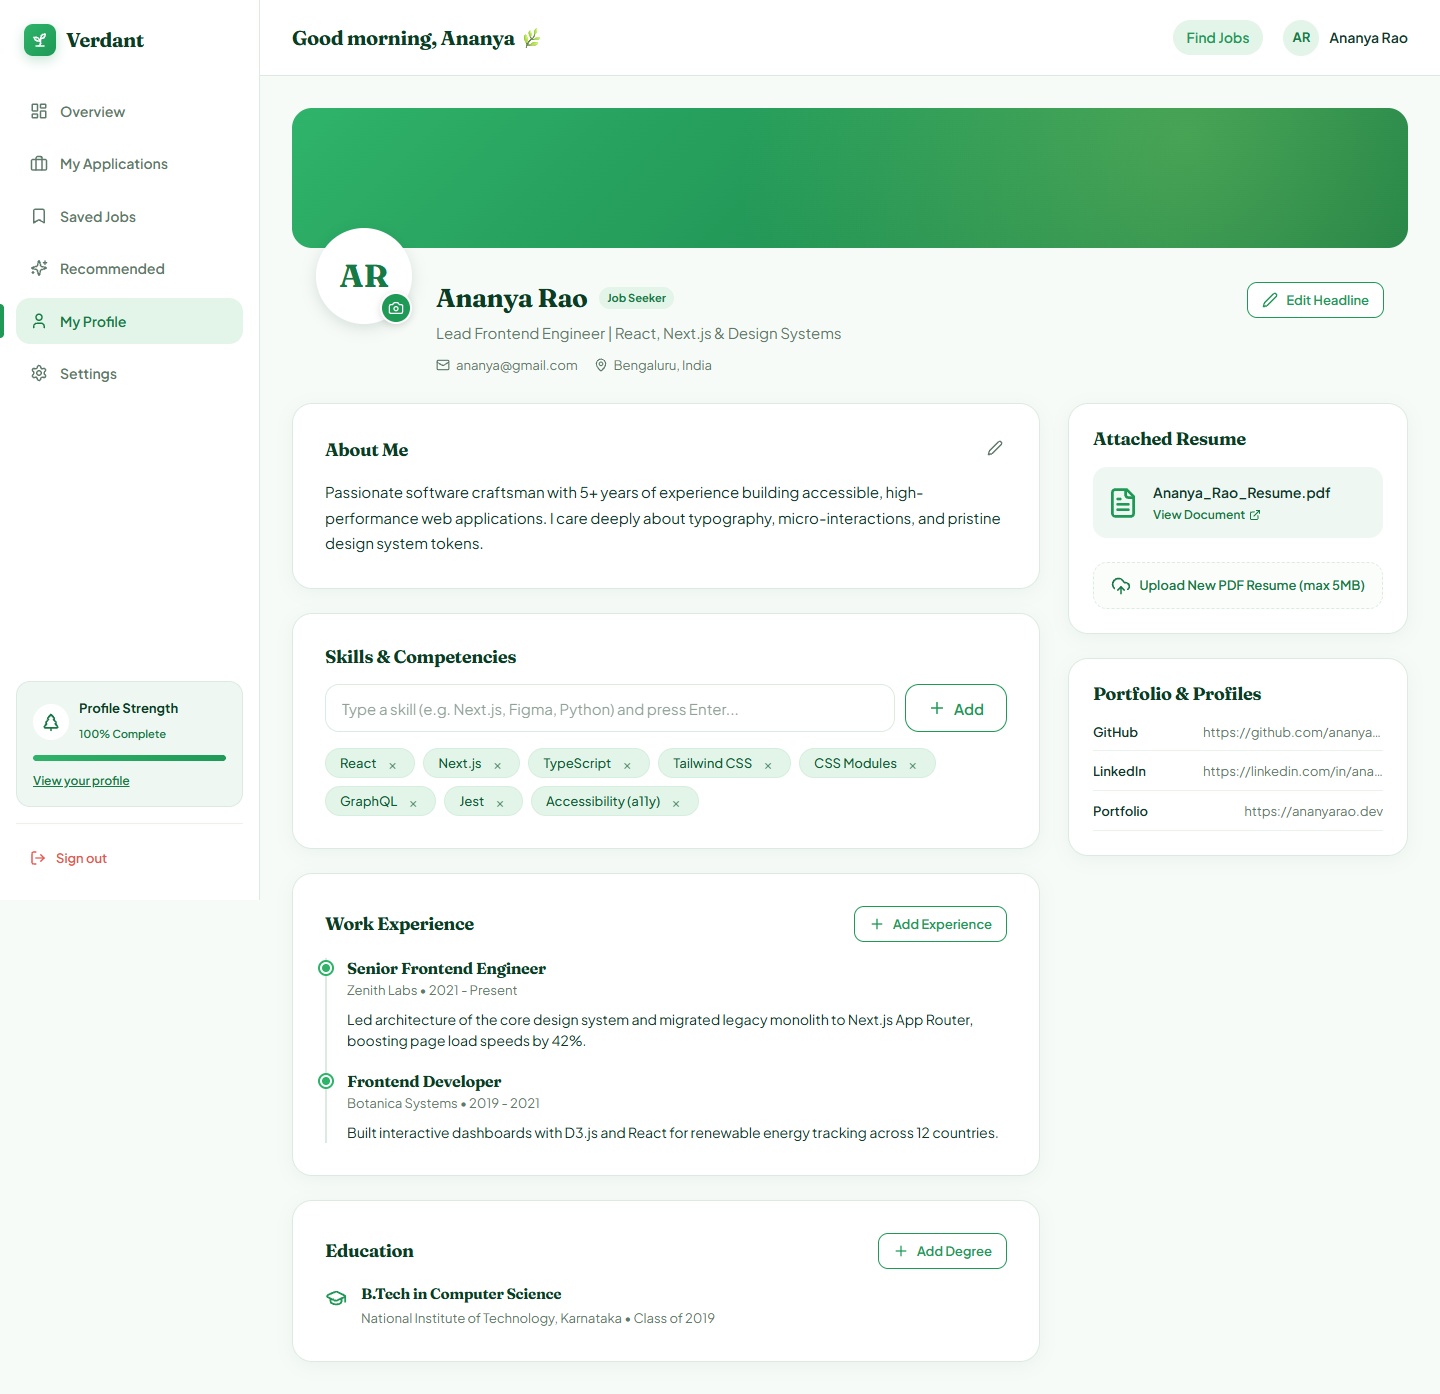 Verdant
Overview
My Applications
Saved Jobs
Recommended
My Profile
Settings
Profile Strength
100% Complete
View your profile
Sign out
Good morning, Ananya
Find Jobs
AR
Ananya Rao
AR
Ananya Rao
Job Seeker
Edit Headline
Lead Frontend Engineer | React, Next.js & Design Systems
ananya@gmail.com
Bengaluru, India
About Me
Passionate software craftsman with 5+ years of experience building accessible, high-
performance web applications. I care deeply about typography, micro-interactions, and pristine
design system tokens.
Skills & Competencies
Type a skill (e.g. Next.js, Figma, Python) and press Enter...
+ Add
React ×
Next.js ×
TypeScript ×
Tailwind CSS ×
CSS Modules ×
GraphQL ×
Jest ×
Accessibility (a11y) ×
Work Experience
+ Add Experience
Senior Frontend Engineer
Zenith Labs • 2021 - Present
Led architecture of the core design system and migrated legacy monolith to Next.js App Router,
boosting page load speeds by 42%.
Frontend Developer
Botanica Systems • 2019 - 2021
Built interactive dashboards with D3.js and React for renewable energy tracking across 12 countries.
Education
+ Add Degree
B.Tech in Computer Science
National Institute of Technology, Karnataka • Class of 2019
Attached Resume
Ananya_Rao_Resume.pdf
View Document
Upload New PDF Resume (max 5MB)
Portfolio & Profiles
GitHub https://github.com/ananya...
LinkedIn https://linkedin.com/in/ana...
Portfolio https://ananyarao.dev